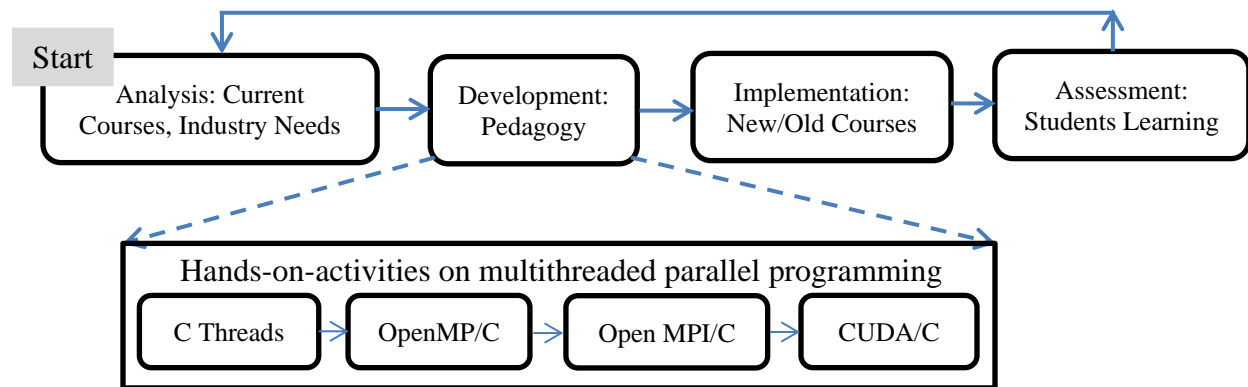 Start
Analysis: Current
Courses, Industry Needs
Development:
Pedagogy
Implementation:
New/Old Courses
Assessment:
Students Learning
Hands-on-activities on multithreaded parallel programming
C Threads
OpenMP/C
Open MPI/C
CUDA/C